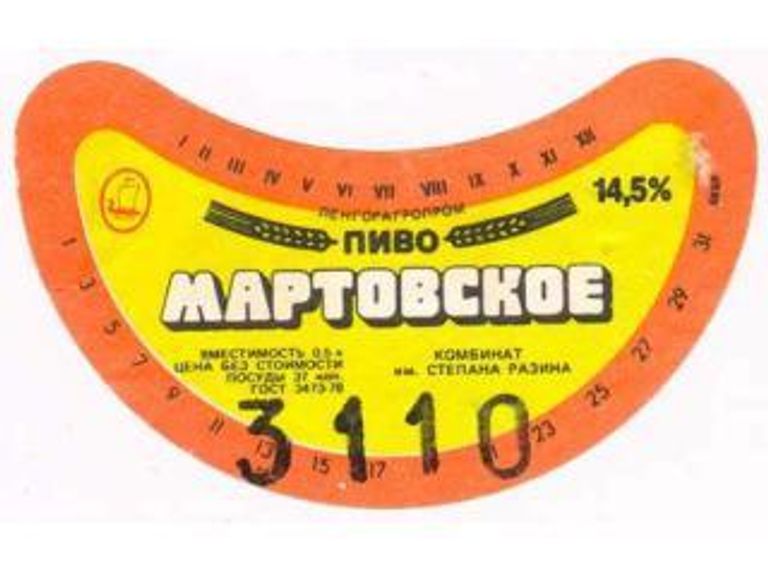 I II III IV V VI VII VIII IX X XI XII
ЛЕНГОРАГРОПРОМ
14,5%
ПИВО
МАРТОВСКОЕ
ВМЕСТИМОСТЬ 0,5 л
ЦЕНА БЕЗ СТОИМОСТИ
ПОСУДЫ 37 коп.
ГОСТ 3473-78
КОМБИНАТ
им. СТЕПАНА РАЗИНА
1 3 5 7 9 11 13 15 17 23 25 27 29 31
3110